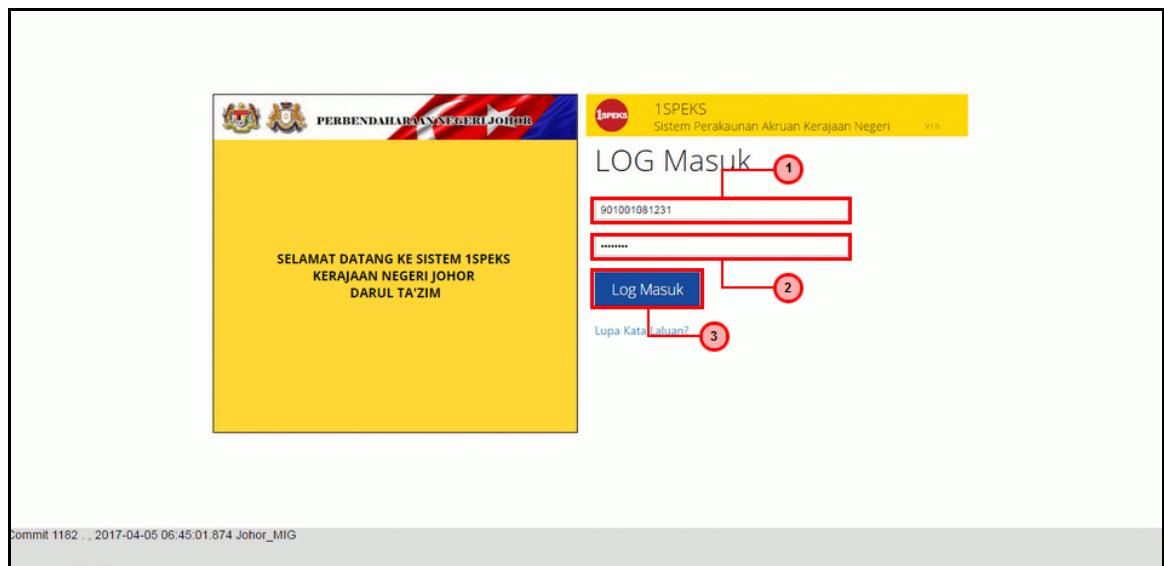 PERBENDAHARAAN NEGERI JOHOR
SELAMAT DATANG KE SISTEM 1SPEKS
KERAJAAN NEGERI JOHOR
DARUL TA'ZIM
1SPEKS
1SPEKS
Sistem Perakaunan Akruan Kerajaan Negeri
V1.0
LOG Masuk
1
901001081231
••••••••
2
Log Masuk
Lupa Kata Laluan?
3
Commit 1182 . , 2017-04-05 06:45:01.874 Johor_MIG